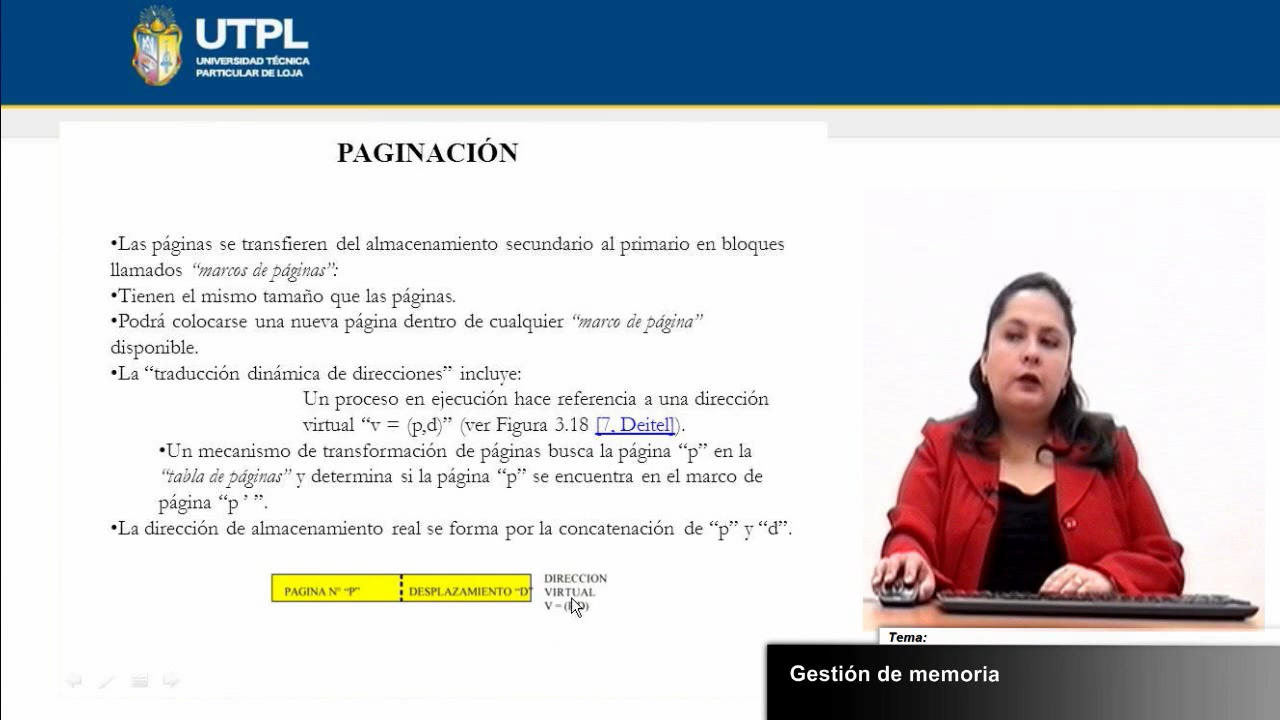 UTPL
UNIVERSIDAD TÉCNICA
PARTICULAR DE LOJA
PAGINACIÓN
•Las páginas se transfieren del almacenamiento secundario al primario en bloques
llamados “marcos de páginas”:
•Tienen el mismo tamaño que las páginas.
•Podrá colocarse una nueva página dentro de cualquier “marco de página”
disponible.
•La “traducción dinámica de direcciones” incluye:
Un proceso en ejecución hace referencia a una dirección
virtual “v = (p,d)” (ver Figura 3.18 [7, Deitel]).
•Un mecanismo de transformación de páginas busca la página “p” en la
“tabla de páginas” y determina si la página “p” se encuentra en el marco de
página “p ’ ”.
•La dirección de almacenamiento real se forma por la concatenación de “p” y “d”.
PAGINA Nº “P” DESPLAZAMIENTO “D”
DIRECCION
VIRTUAL
V =
Tema:
Gestión de memoria